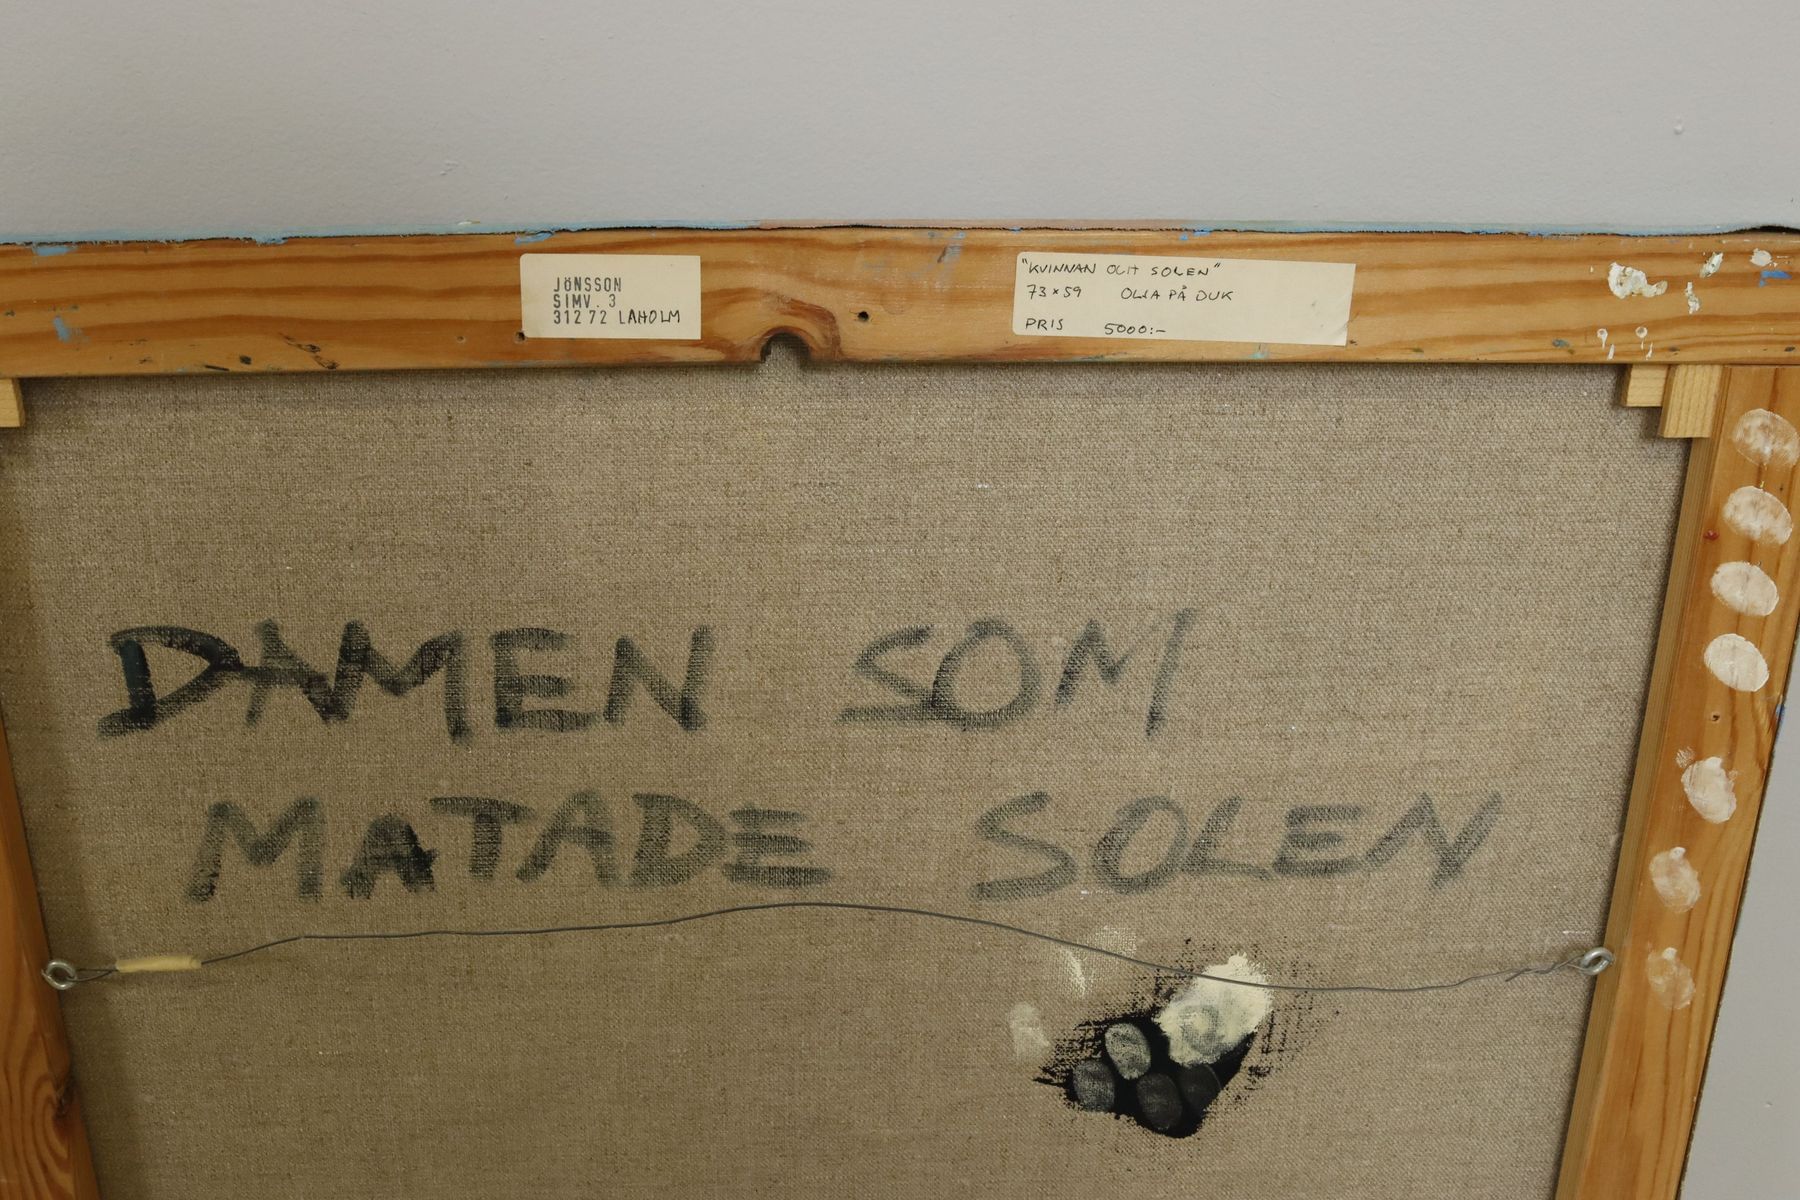 JÖNSSON
SIMV. 3
312 72 LAHOLM
"KVINNAN OCH SOLEN"
73 x 59 OLJA PÅ DUK
PRIS 5000:-
DAMEN SOM
MATADE SOLEN